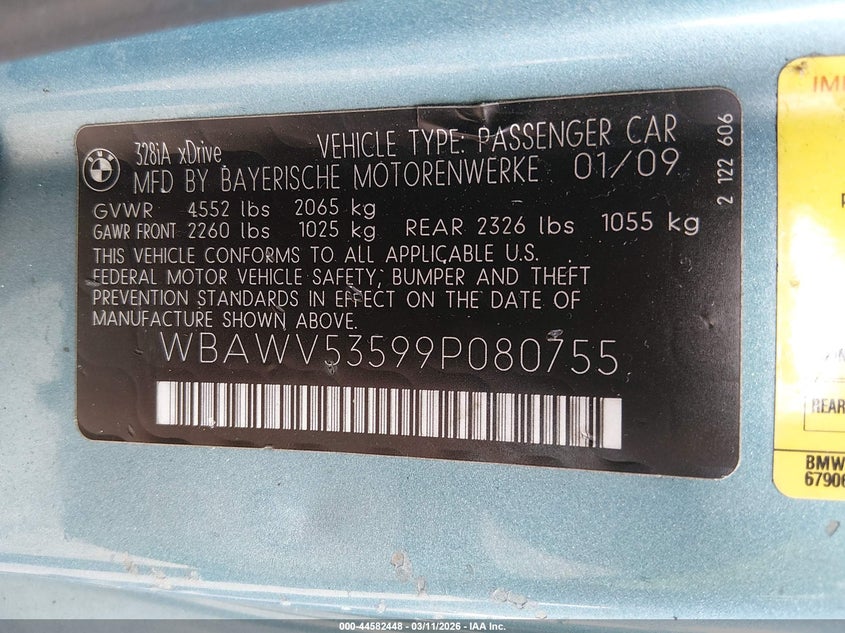 BMW
328iA xDrive
VEHICLE TYPE: PASSENGER CAR
MFD BY BAYERISCHE MOTORENWERKE 01/09
GVWR 4552 lbs 2065 kg
GAWR FRONT 2260 lbs 1025 kg REAR 2326 lbs 1055 kg
THIS VEHICLE CONFORMS TO ALL APPLICABLE U.S.
FEDERAL MOTOR VEHICLE SAFETY, BUMPER AND THEFT
PREVENTION STANDARDS IN EFFECT ON THE DATE OF
MANUFACTURE SHOWN ABOVE.
WBAWV53599P080755
2 122 606
REAR
BMW
6790
000-44582448 - 03/11/2026 - IAA Inc.